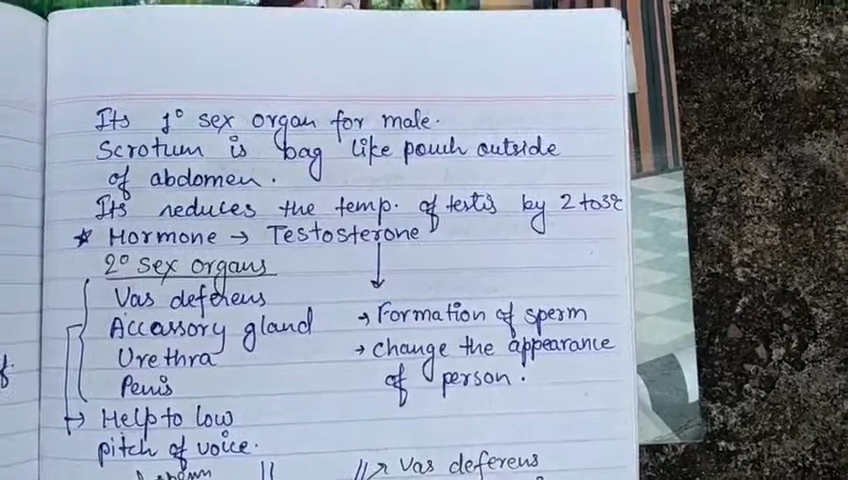 Its 1° sex organ for male.
Scrotum is bag like pouch outside
of abdomen.
Its reduces the temp. of testis by 2 to 3℃
★ Hormone → Testosterone
2° sex organs
Vas deferens
Accessory gland
Urethra
Penis
→ Formation of sperm
→ Change the appearance
of person.
→ Help to low
pitch of voice.
↗ Vas deferens